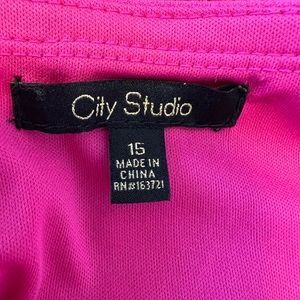 City Studio
15
MADE IN
CHINA
RN#163721